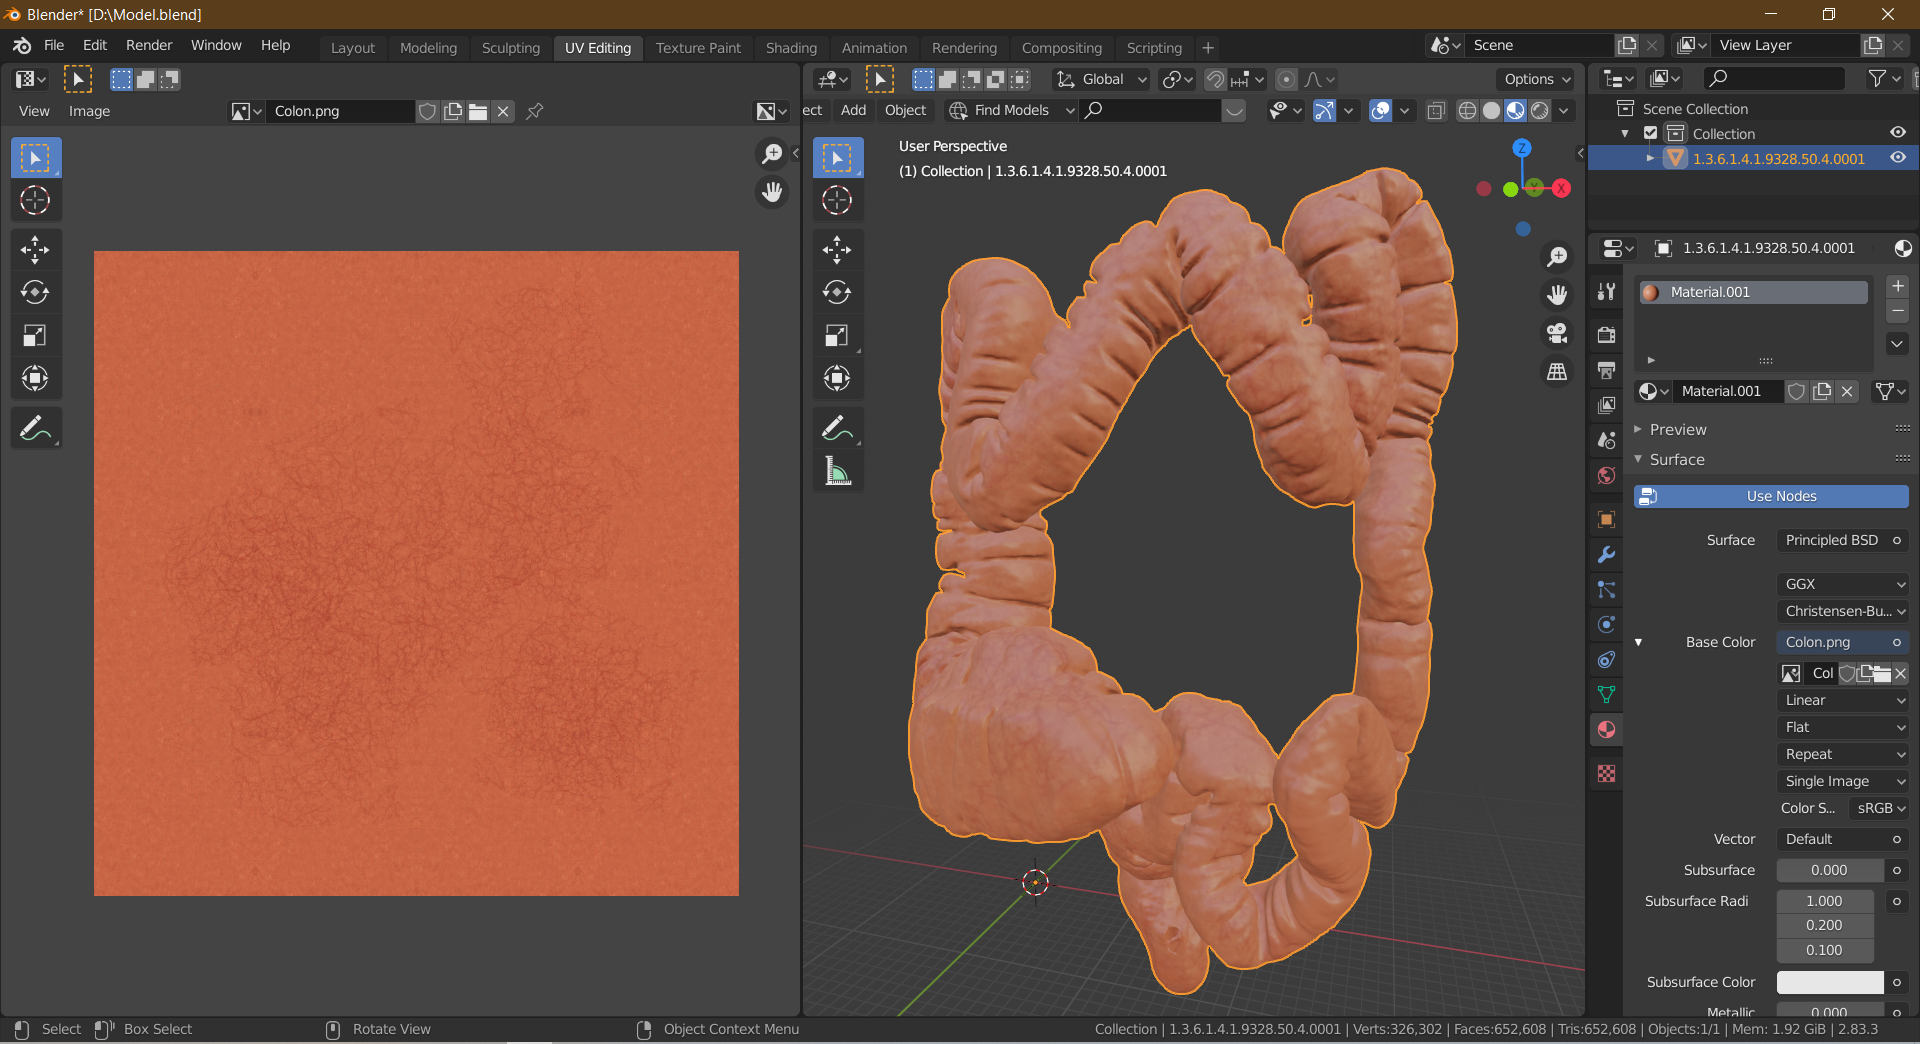 Blender* [D:\Model.blend]
File Edit Render Window Help
Layout Modeling Sculpting UV Editing Texture Paint Shading Animation Rendering Compositing Scripting +
Scene
View Layer
View Image
Colon.png
Global
Options
ect Add Object
Find Models
User Perspective
(1) Collection | 1.3.6.1.4.1.9328.50.4.0001
Z
Y
X
Scene Collection
Collection
1.3.6.1.4.1.9328.50.4.0001
1.3.6.1.4.1.9328.50.4.0001
Material.001
Material.001
Preview
Surface
Use Nodes
Surface Principled BSD
GGX
Christensen-Bu...
Base Color Colon.png
Col
Linear
Flat
Repeat
Single Image
Color S... sRGB
Vector Default
Subsurface 0.000
Subsurface Radi 1.000
0.200
0.100
Subsurface Color
Metallic 0.000
Select Box Select Rotate View Object Context Menu
Collection | 1.3.6.1.4.1.9328.50.4.0001 | Verts:326,302 | Faces:652,608 | Tris:652,608 | Objects:1/1 | Mem: 1.92 GiB | 2.83.3